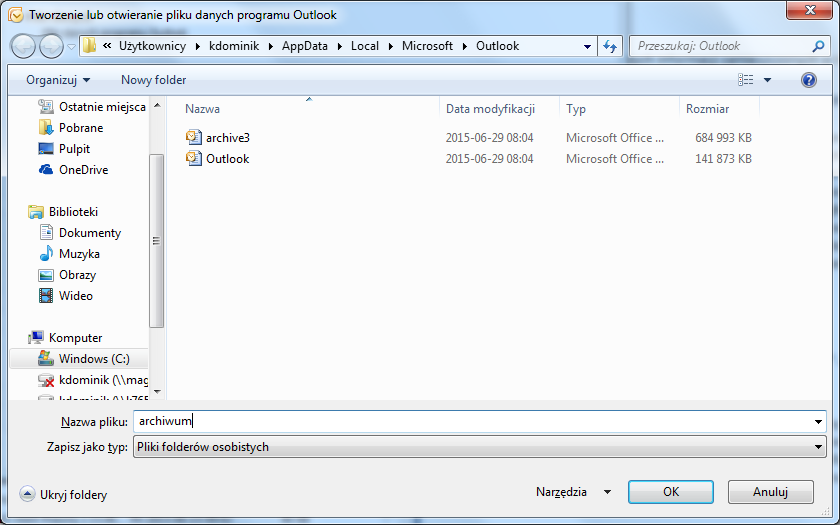 Tworzenie lub otwieranie pliku danych programu Outlook
« Użytkownicy ▸ kdominik ▸ AppData ▸ Local ▸ Microsoft ▸ Outlook
Przeszukaj: Outlook
Organizuj Nowy folder
Nazwa Data modyfikacji Typ Rozmiar
archive3 2015-06-29 08:04 Microsoft Office ... 684 993 KB
Outlook 2015-06-29 08:04 Microsoft Office ... 141 873 KB
Ostatnie miejsca
Pobrane
Pulpit
OneDrive
Biblioteki
Dokumenty
Muzyka
Obrazy
Wideo
Komputer
Windows (C:)
kdominik (\\mag
Nazwa pliku: archiwum
Zapisz jako typ: Pliki folderów osobistych
Ukryj foldery
Narzędzia OK Anuluj